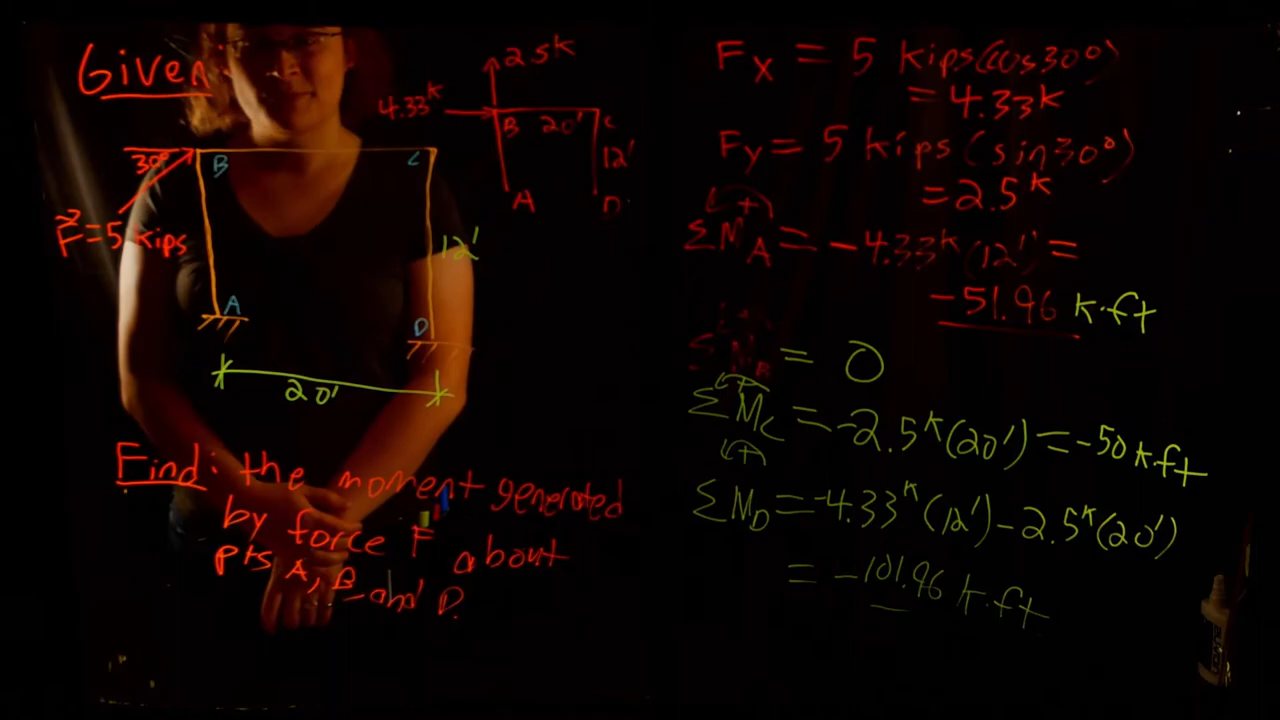 Given
30°
B
C
F=5 kips
12'
A
D
20'
2.5k
4.33k
B 20' C
12'
A D
Find: the moment generated
by force F about
pts A, B and D.
Fx = 5 kips(cos30°)
= 4.33k
Fy = 5 kips (sin30°)
= 2.5k
+
ΣMA = -4.33k(12') =
-51.96 k·ft
ΣMB = 0
+
ΣMC = -2.5k(20') = -50 k·ft
+
ΣMD = -4.33k(12') - 2.5k(20')
= -101.96 k·ft